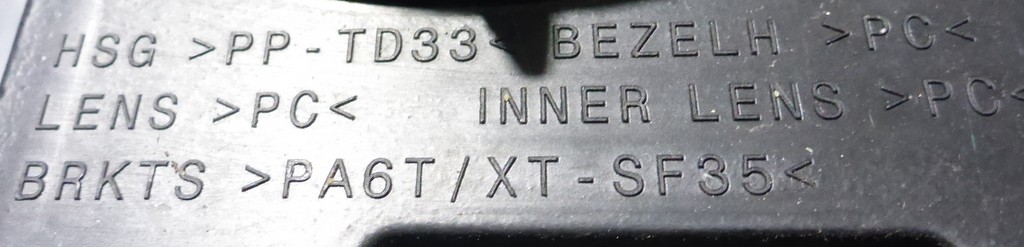 HSG >PP-TD33< BEZELH >PC<
LENS >PC< INNER LENS >PC<
BRKTS >PA6T/XT-SF35<